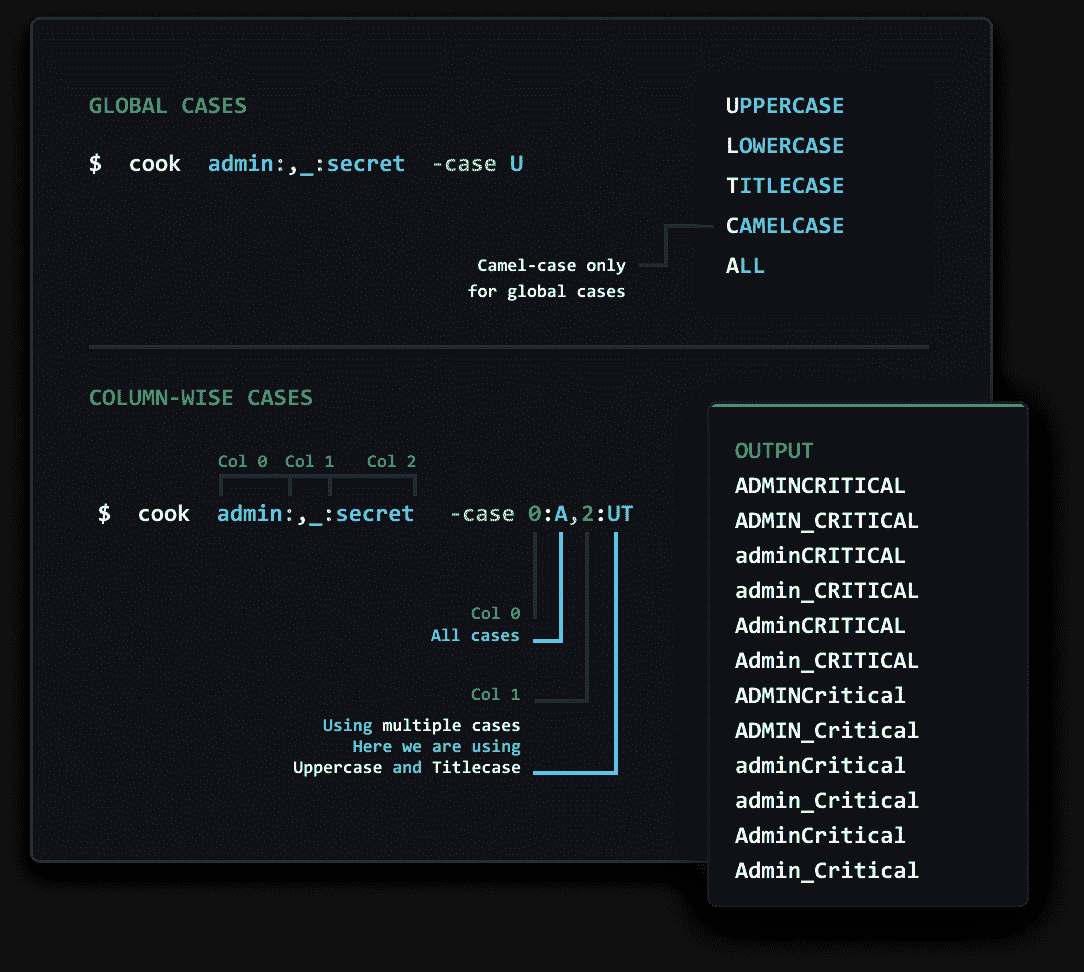 GLOBAL CASES
$ cook admin:,_:secret -case U
UPPERCASE
LOWERCASE
TITLECASE
CAMELCASE
ALL
Camel-case only
for global cases
COLUMN-WISE CASES
Col 0 Col 1 Col 2
$ cook admin:,_:secret -case 0:A,2:UT
Col 0
All cases
Col 1
Using multiple cases
Here we are using
Uppercase and Titlecase
OUTPUT
ADMINCRITICAL
ADMIN_CRITICAL
adminCRITICAL
admin_CRITICAL
AdminCRITICAL
Admin_CRITICAL
ADMINCritical
ADMIN_Critical
adminCritical
admin_Critical
AdminCritical
Admin_Critical